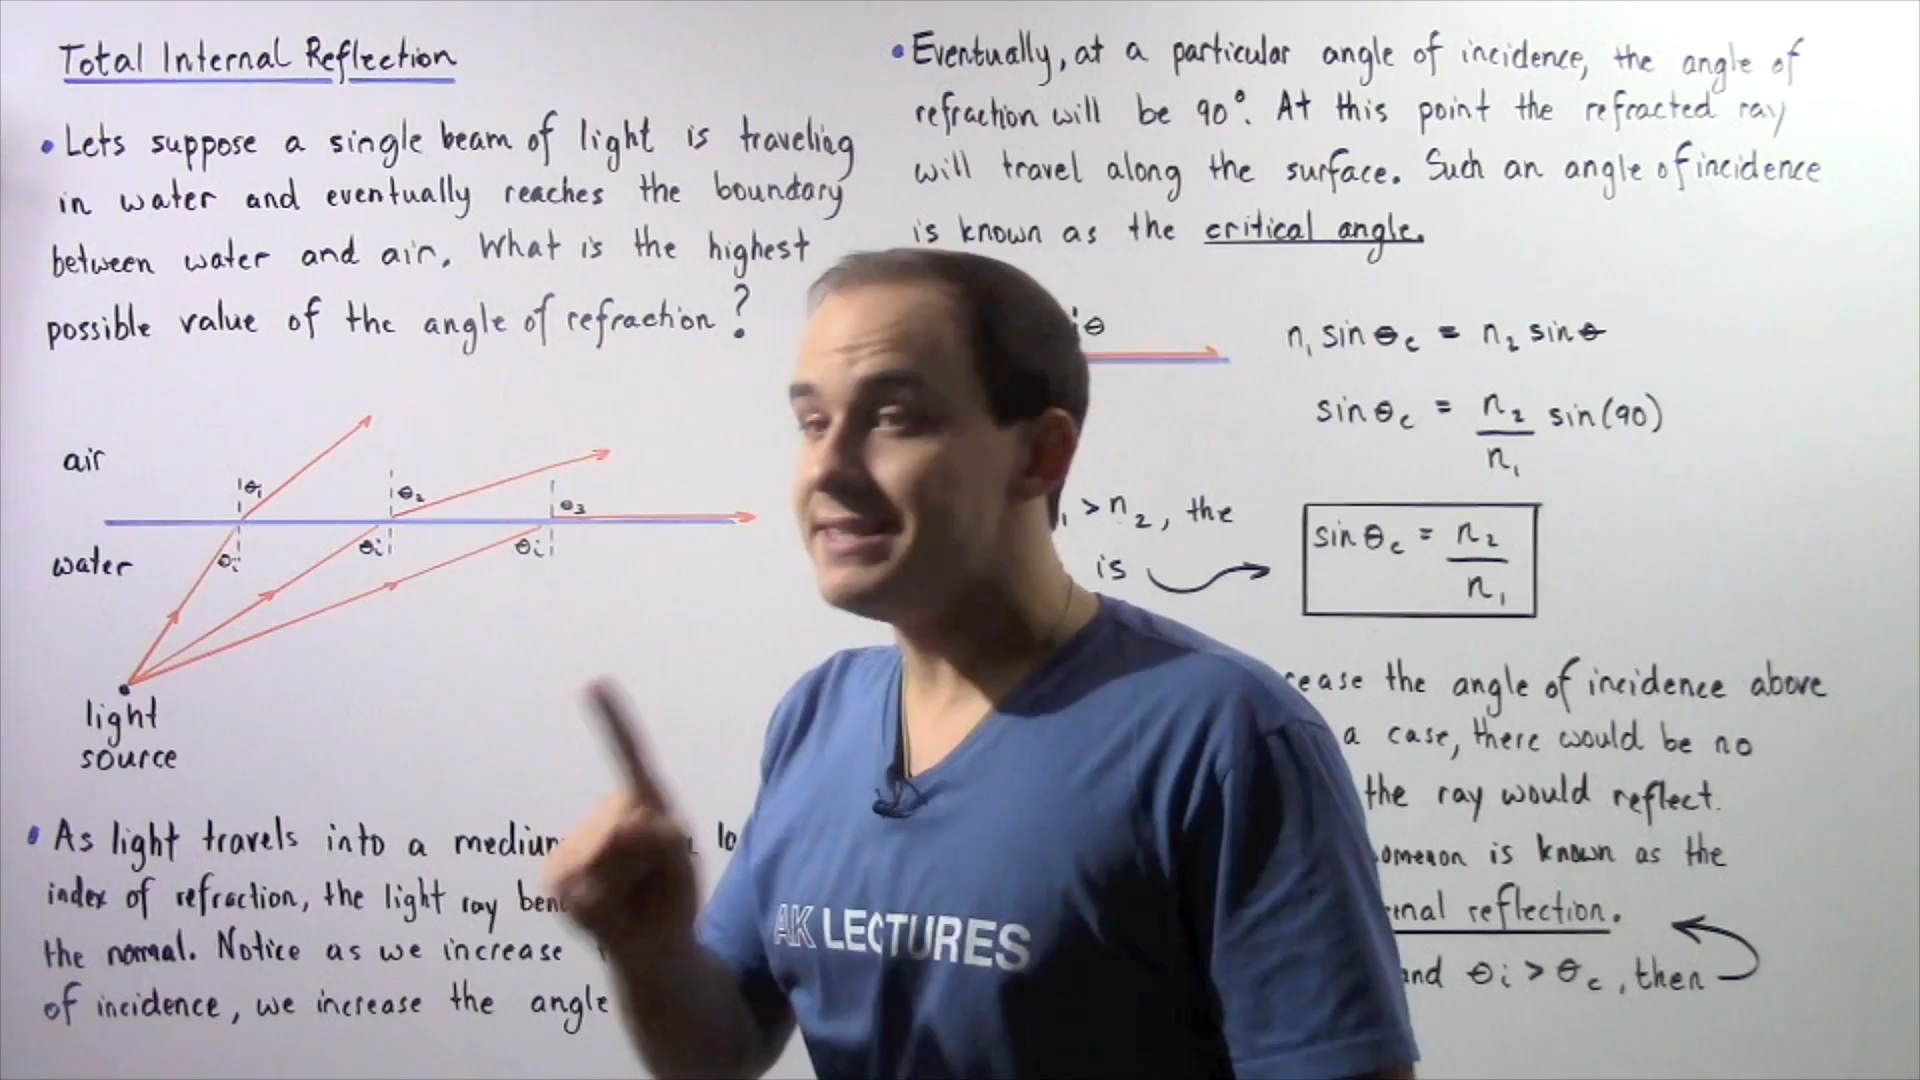 Total Internal Reflection
• Lets suppose a single beam of light is traveling
in water and eventually reaches the boundary
between water and air. What is the highest
possible value of the angle of refraction?
air
θ₁
θ₂
θ₃
water
θi
θi
θi
light
source
• As light travels into a medium
index of refraction, the light ray
the normal. Notice as we increase
of incidence, we increase the angle
• Eventually, at a particular angle of incidence, the angle of
refraction will be 90°. At this point the refracted ray
will travel along the surface. Such an angle of incidence
is known as the critical angle.
θ
n₁ sin θc = n₂ sin θ
sin θc = n₂/n₁ sin(90)
> n₂, the
is
sin θc = n₂/n₁
the angle of incidence above
a case, there would be no
the ray would reflect.
is known as the
reflection.
and θi > θc, then
AK LECTURES